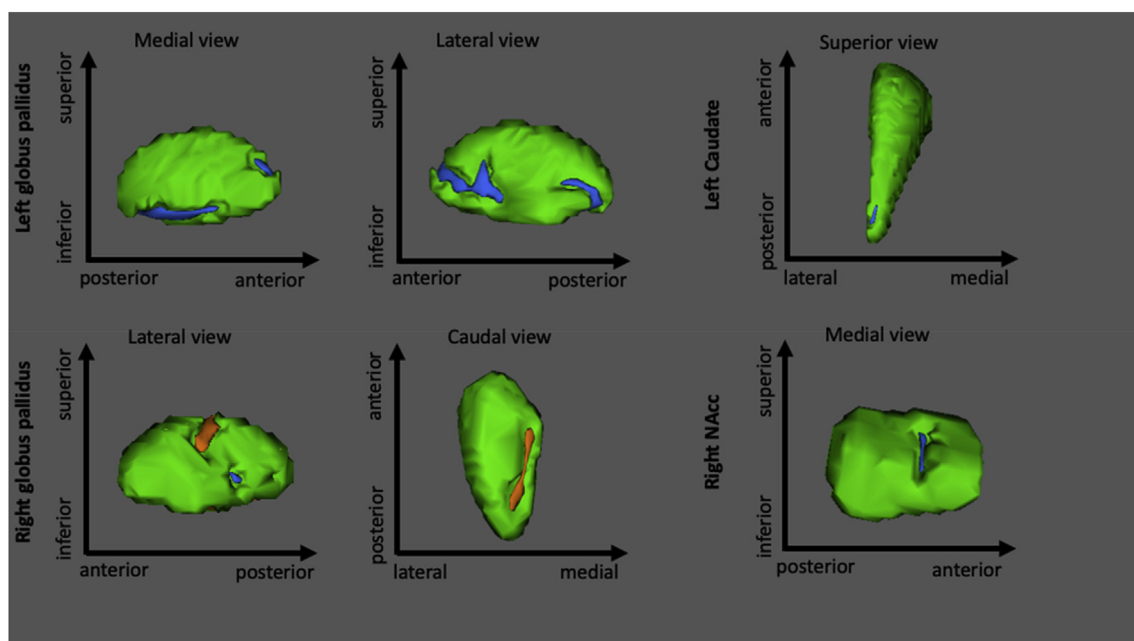 Medial view
Lateral view
Superior view
Left globus pallidus
superior
inferior
posterior
anterior
superior
inferior
anterior
posterior
Left Caudate
anterior
posterior
lateral
medial
Lateral view
Caudal view
Medial view
Right globus pallidus
superior
inferior
anterior
posterior
anterior
posterior
lateral
medial
Right NAcc
superior
inferior
posterior
anterior